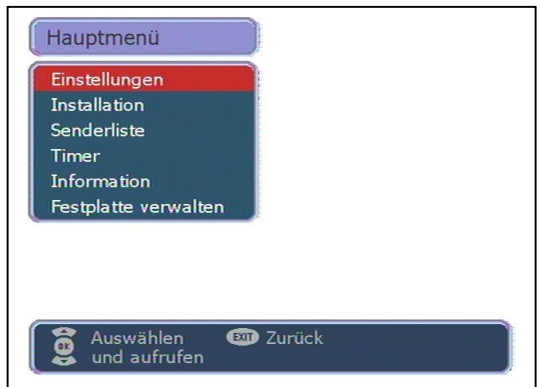 Hauptmenü
Einstellungen
Installation
Senderliste
Timer
Information
Festplatte verwalten
OK Auswählen EXIT Zurück
und aufrufen